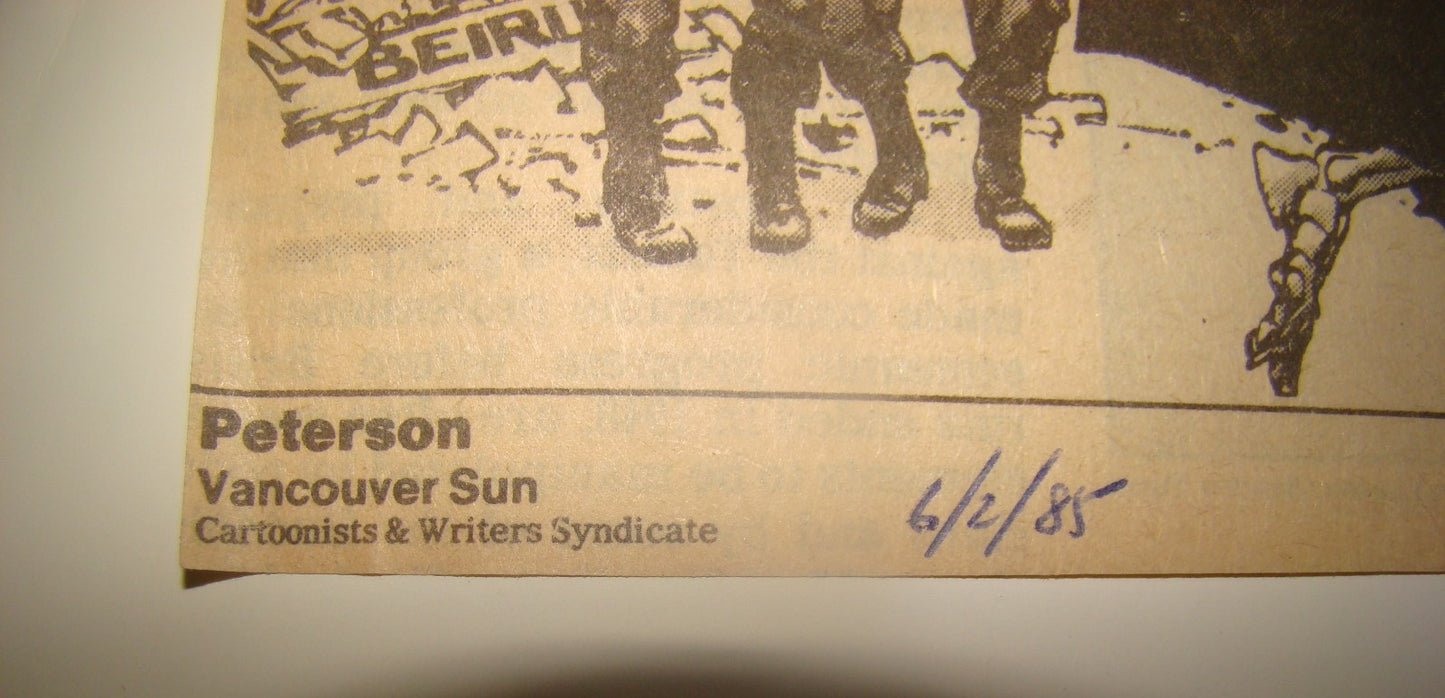 BEIRU
Peterson
Vancouver Sun
Cartoonists & Writers Syndicate
6/2/85